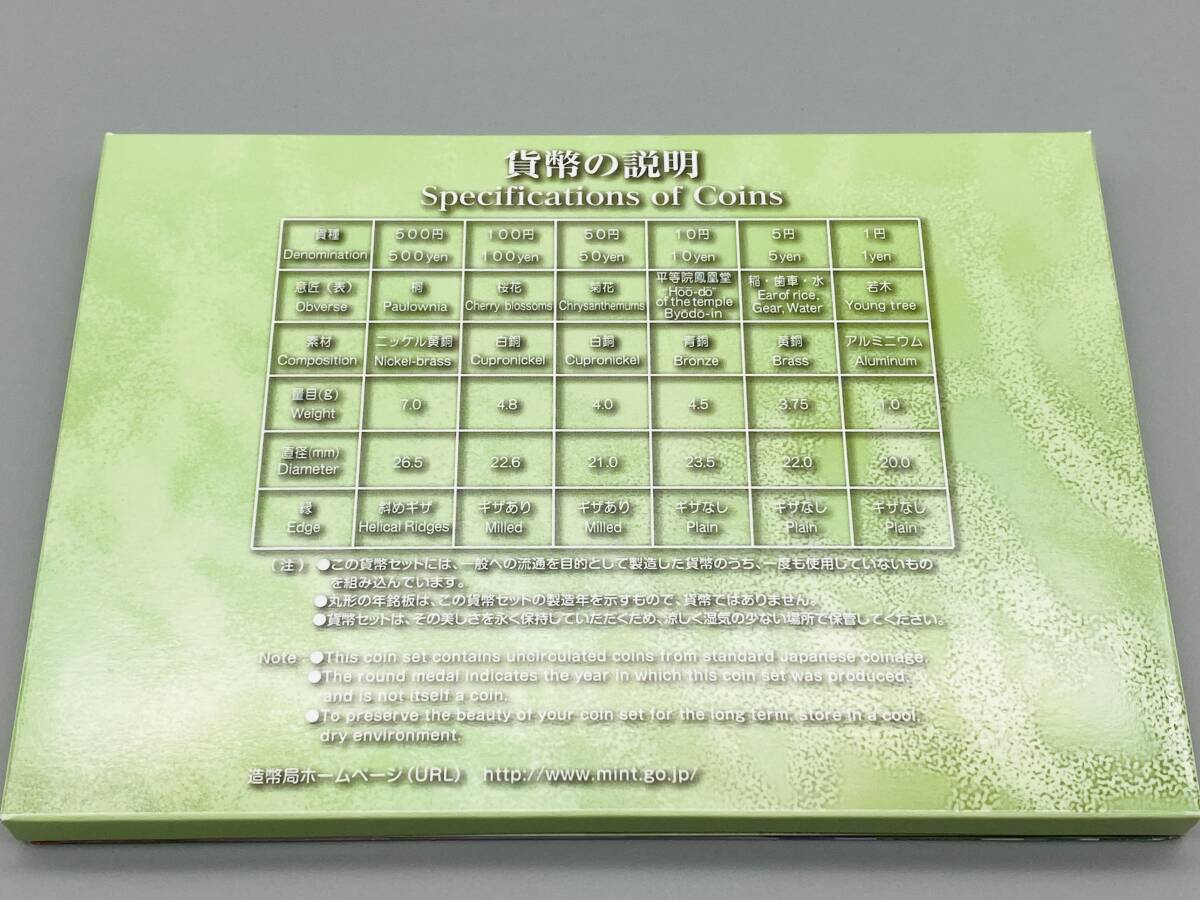 貨幣の説明
Specifications of Coins
貨種 500円 100円 50円 10円 5円 1円
Denomination 500yen 100yen 50yen 10yen 5yen 1yen
意匠（表） 桐 桜花 菊花 平等院鳳凰堂 稲・歯車・水 若木
Obverse Paulownia Cherry blossoms Chrysanthemums "Hoō-dō" of the temple Byōdō-in Ear of rice, Gear, Water Young tree
素材 ニッケル黄銅 白銅 白銅 青銅 黄銅 アルミニウム
Composition Nickel-brass Cupronickel Cupronickel Bronze Brass Aluminum
量目(g)
Weight 7.0 4.8 4.0 4.5 3.75 1.0
直径(mm)
Diameter 26.5 22.6 21.0 23.5 22.0 20.0
縁 斜めギザ ギザあり ギザあり ギザなし ギザなし ギザなし
Edge Helical Ridges Milled Milled Plain Plain Plain
（注） ●この貨幣セットには、一般への流通を目的として製造した貨幣のうち、一度も使用していないもの
を組み込んでいます。
●丸形の年銘板は、この貨幣セットの製造年を示すもので、貨幣ではありません。
●貨幣セットは、その美しさを永く保持していただくため、涼しく湿気の少ない場所で保管してください。
Note ●This coin set contains uncirculated coins from standard Japanese coinage.
●The round medal indicates the year in which this coin set was produced,
and is not itself a coin.
●To preserve the beauty of your coin set for the long term, store in a cool,
dry environment.
造幣局ホームページ(URL) http://www.mint.go.jp/